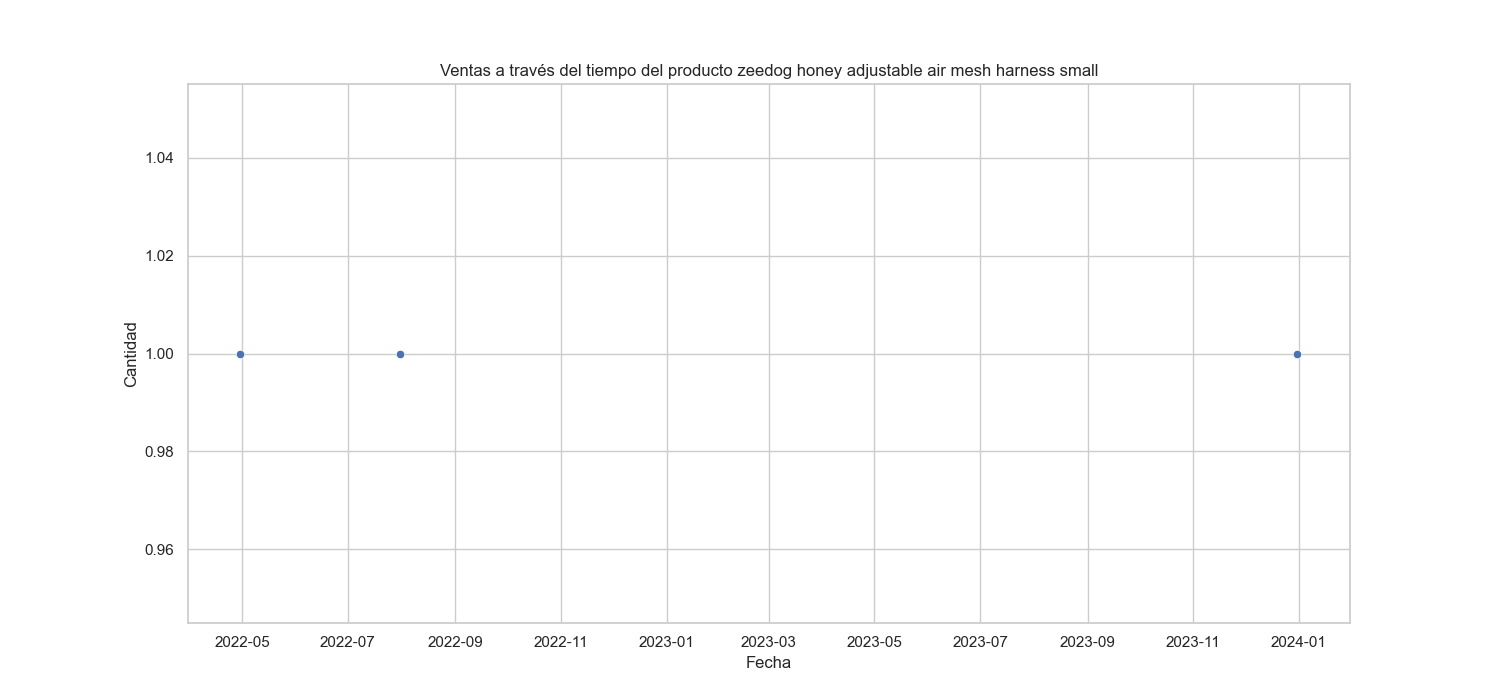 Ventas a través del tiempo del producto zeedog honey adjustable air mesh harness small
1.04
1.02
1.00
0.98
0.96
Cantidad
2022-05 2022-07 2022-09 2022-11 2023-01 2023-03 2023-05 2023-07 2023-09 2023-11 2024-01
Fecha